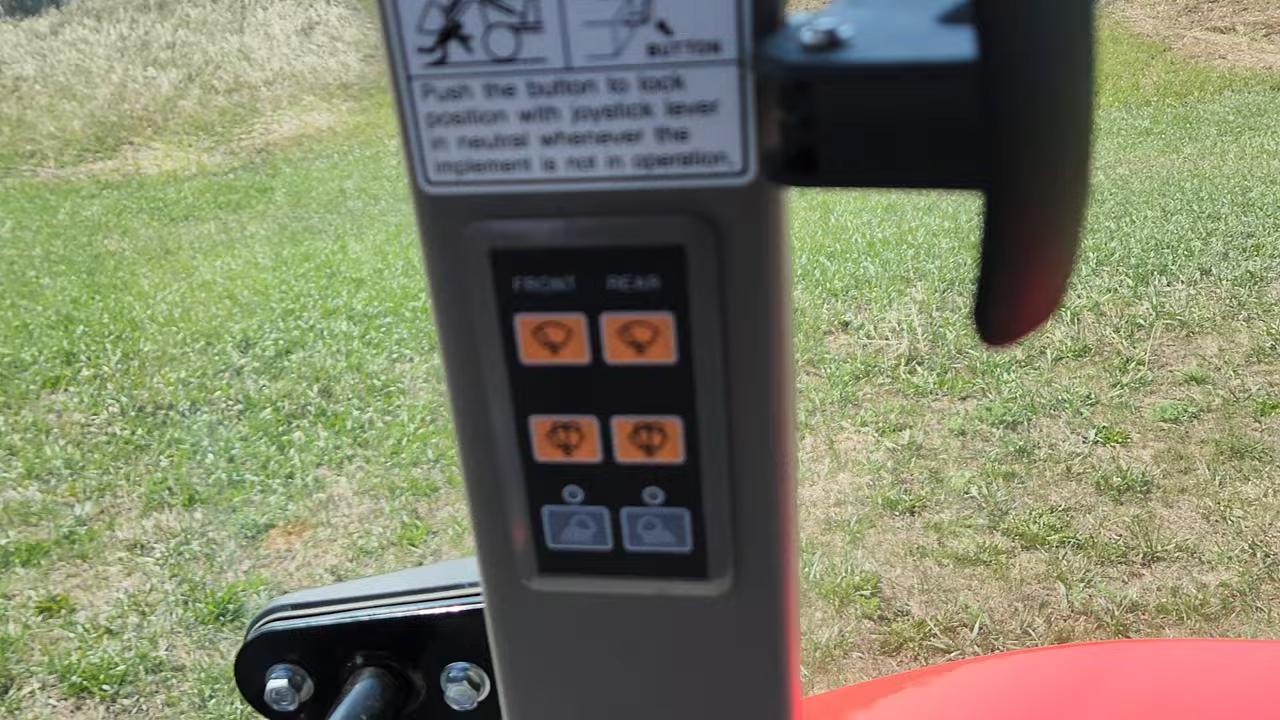 BUTTON
Push the button to lock
position with joystick lever
in neutral whenever the
implement is not in operation.
FRONT REAR